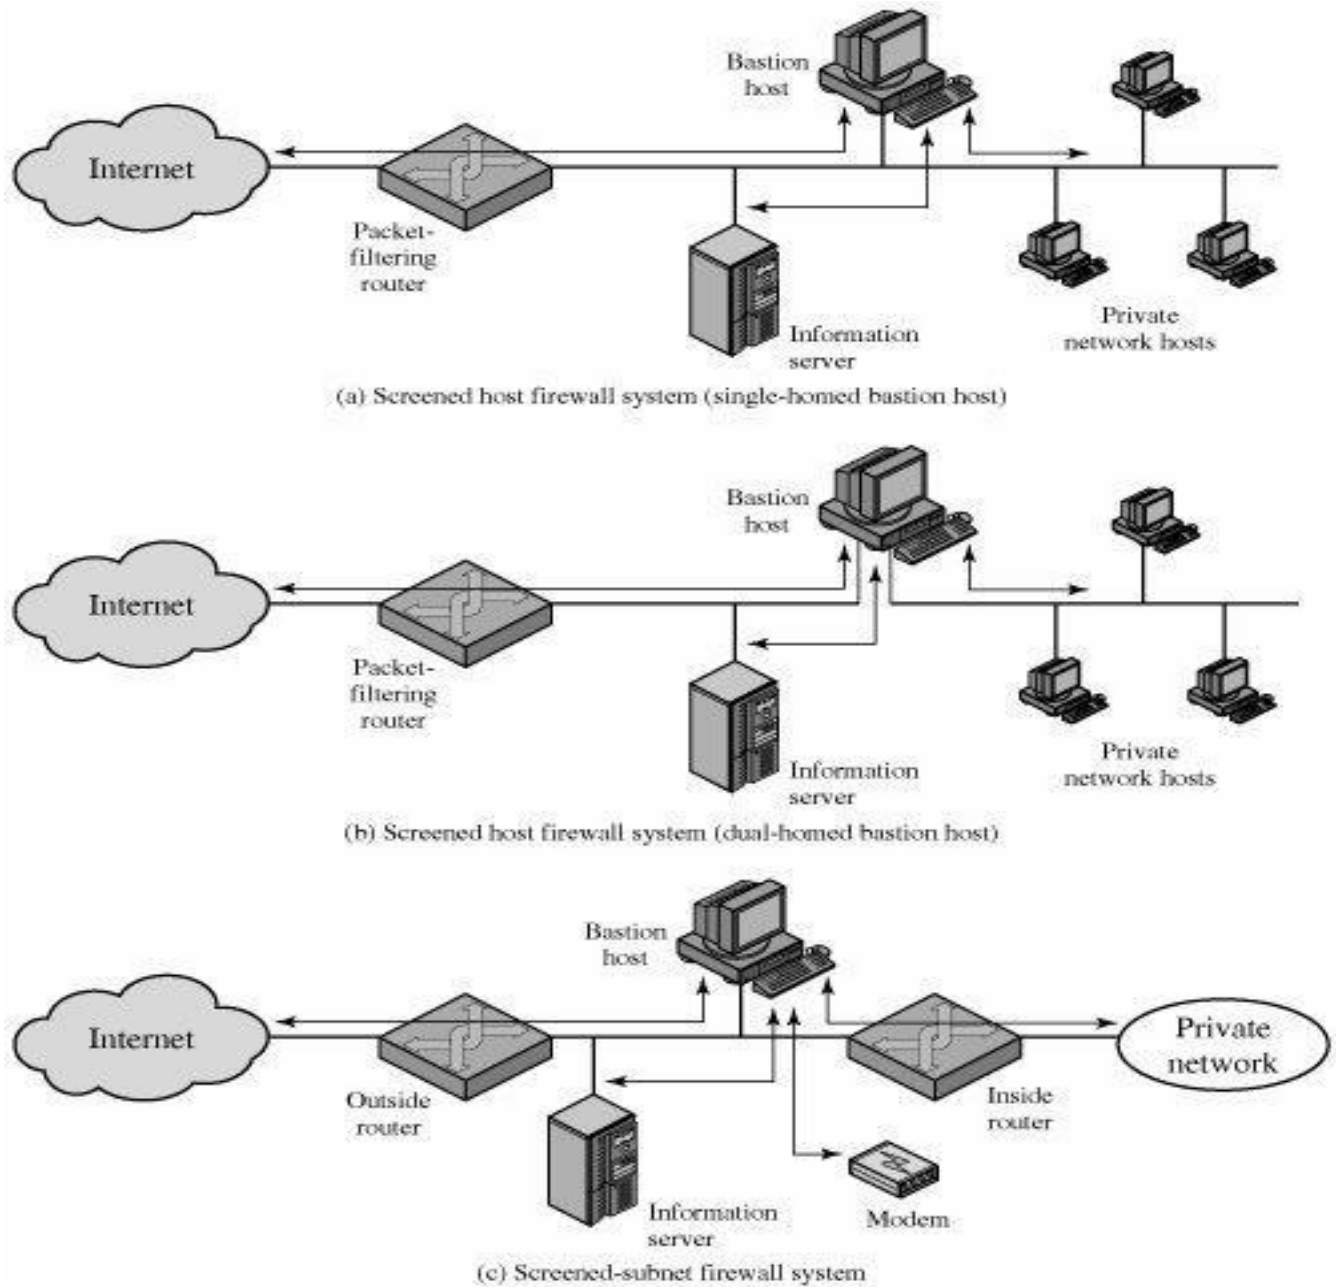 Bastion
host
Internet
Packet-
filtering
router
Information
server
Private
network hosts
(a) Screened host firewall system (single-homed bastion host)
Bastion
host
Internet
Packet-
filtering
router
Information
server
Private
network hosts
(b) Screened host firewall system (dual-homed bastion host)
Bastion
host
Internet
Private
network
Outside
router
Inside
router
Information
server
Modem
(c) Screened-subnet firewall system